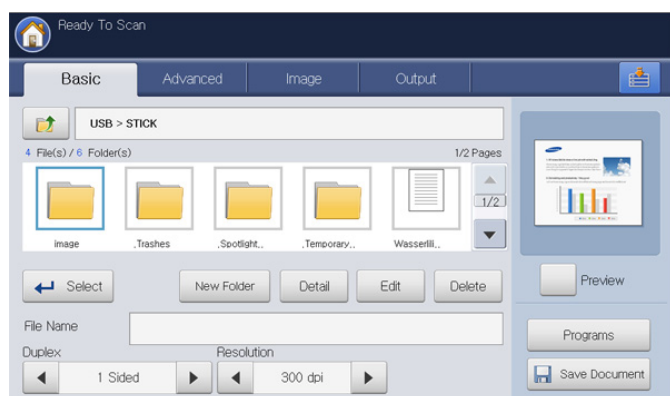 Ready To Scan
Basic Advanced Image Output
USB > STICK
4 File(s) / 6 Folder(s) 1/2 Pages
image .Trashes .Spotlight.. .Temporary.. Wasserlili..
1/2
Select New Folder Detail Edit Delete
Preview
File Name
Programs
Duplex Resolution
1 Sided 300 dpi
Save Document